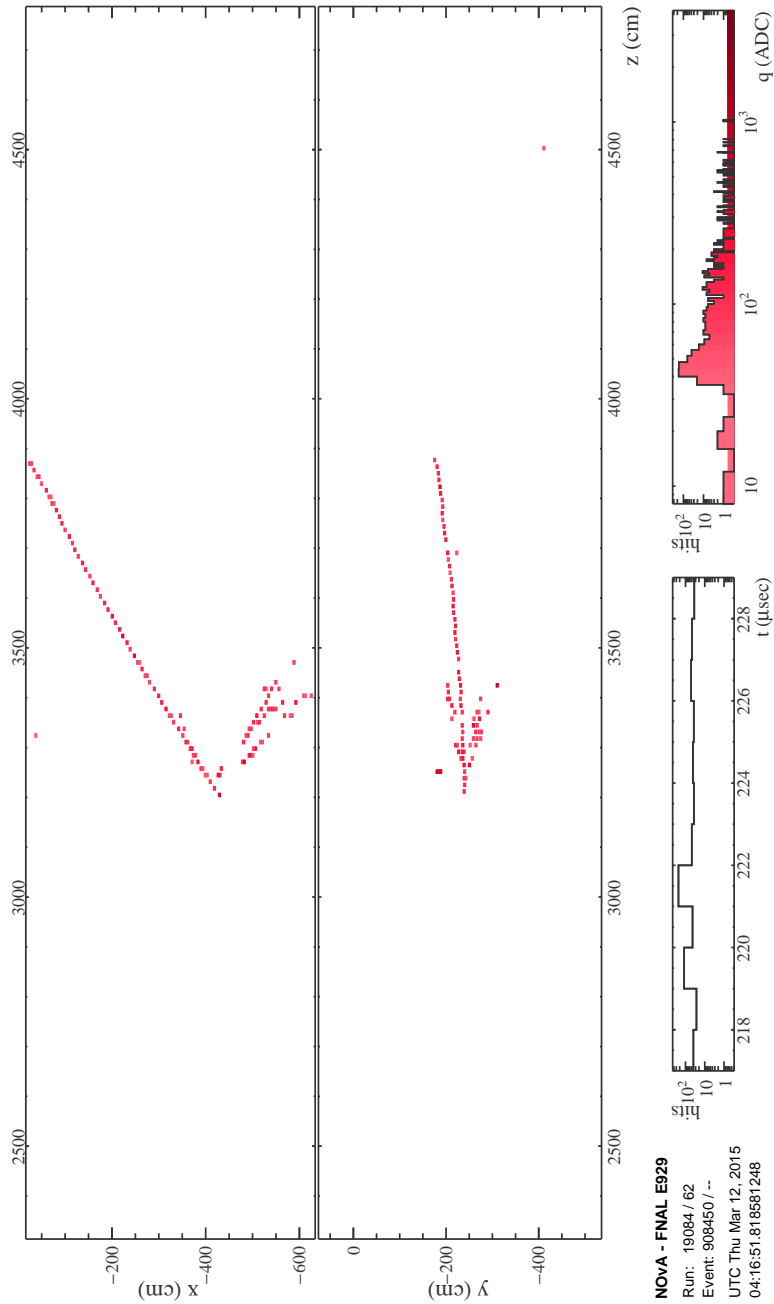 x (cm)
−200
−400
−600
y (cm)
0
−200
−400
2500
3000
3500
4000
4500
z (cm)
NOvA - FNAL E929
Run: 19084 / 62
Event: 908450 / --
UTC Thu Mar 12, 2015
04:16:51.818581248
hits
10²
10
1
218
220
222
224
226
228
t (μsec)
hits
10²
10
1
10
10²
10³
q (ADC)